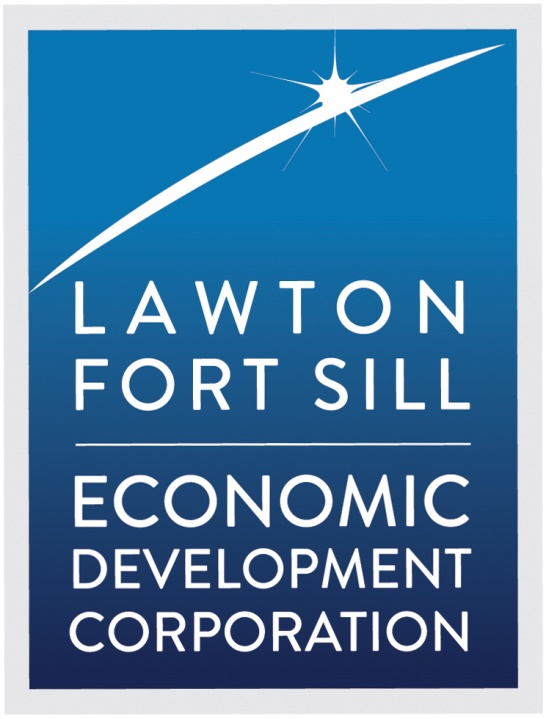 LAWTON
FORT SILL
ECONOMIC
DEVELOPMENT
CORPORATION